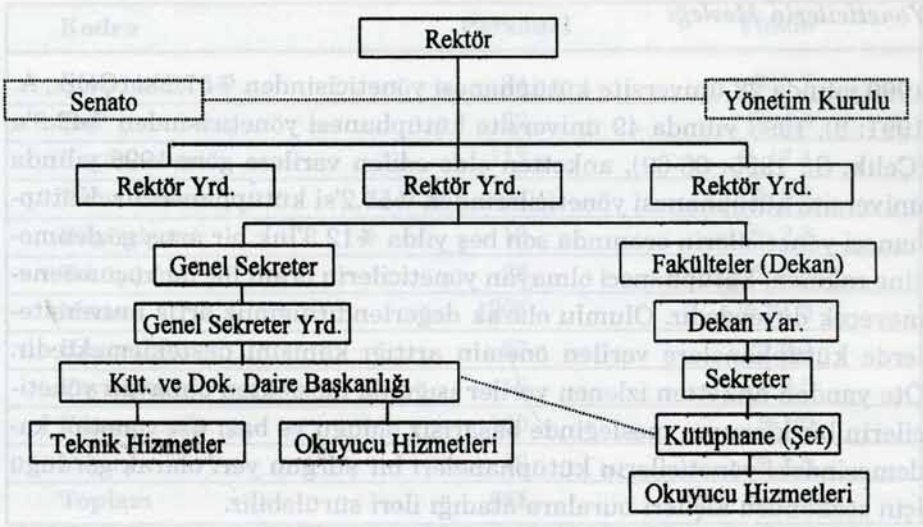 Rektör
Senato
Yönetim Kurulu
Rektör Yrd.
Rektör Yrd.
Rektör Yrd.
Genel Sekreter
Fakülteler (Dekan)
Genel Sekreter Yrd.
Dekan Yar.
Küt. ve Dok. Daire Başkanlığı
Sekreter
Teknik Hizmetler
Okuyucu Hizmetleri
Kütüphane (Şef)
Okuyucu Hizmetleri